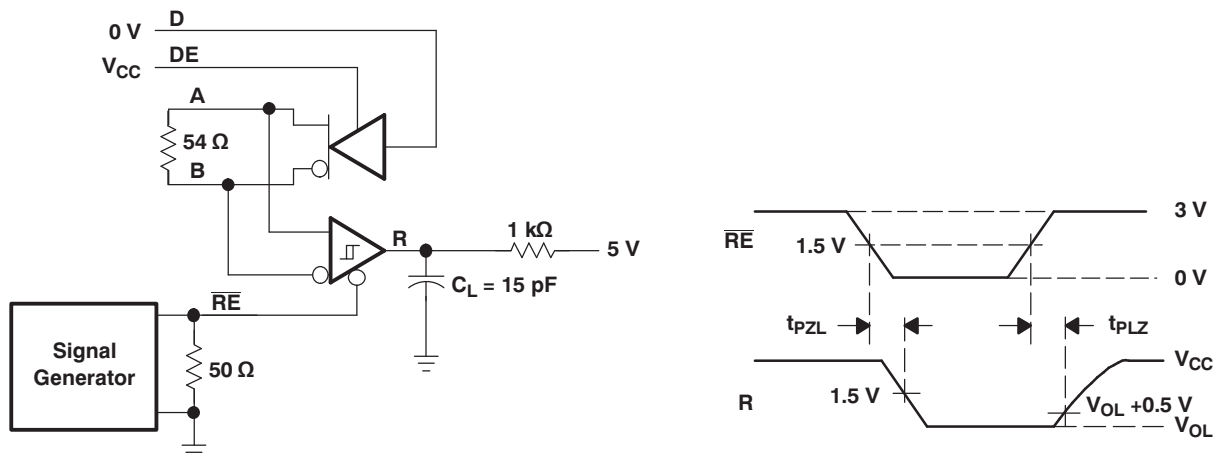 D
0 V
DE
VCC
A
54 Ω
B
R
1 kΩ
5 V
CL = 15 pF
RE
Signal
Generator
50 Ω
3 V
RE
1.5 V
0 V
tPZL
tPLZ
VCC
1.5 V
R
VOL +0.5 V
VOL